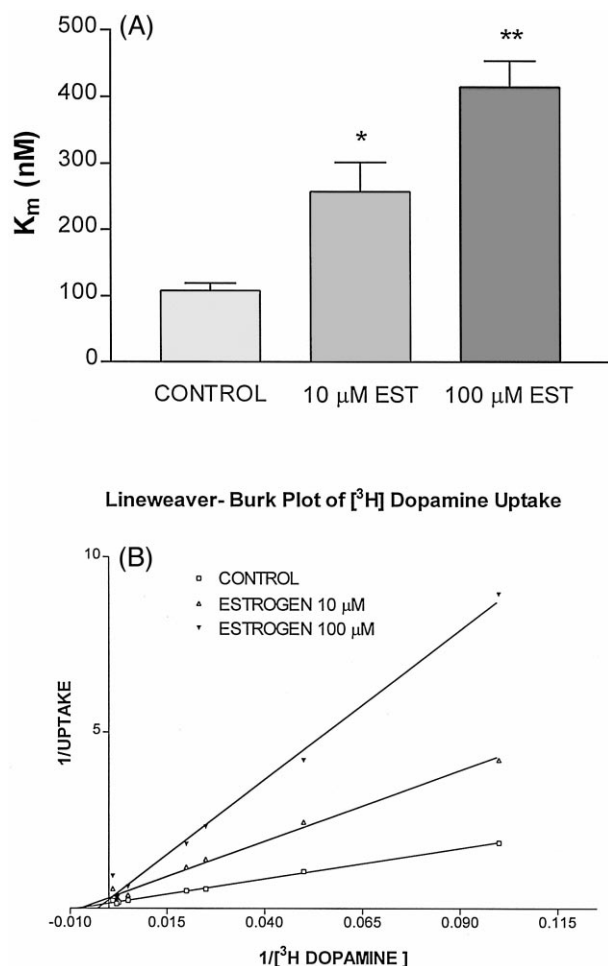 (A)
500
**
400
*
300
Km (nM)
200
100
0
CONTROL
10 μM EST
100 μM EST
Lineweaver- Burk Plot of [³H] Dopamine Uptake
10
(B)
CONTROL
ESTROGEN 10 μM
ESTROGEN 100 μM
1/UPTAKE
5
0
-0.010
0.015
0.040
0.065
0.090
0.115
1/[³H DOPAMINE ]